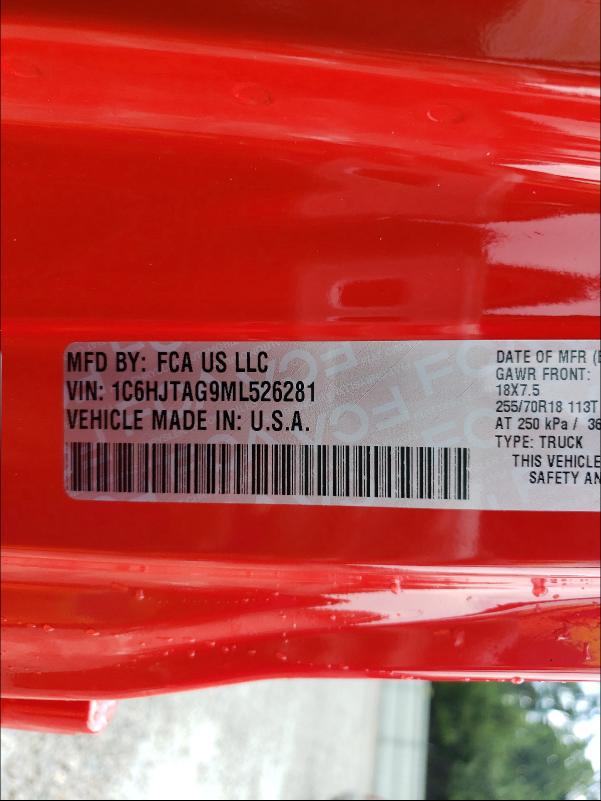 MFD BY: FCA US LLC
VIN: 1C6HJTAG9ML526281
VEHICLE MADE IN: U.S.A.
DATE OF MFR
GAWR FRONT:
18X7.5
255/70R18 113T
AT 250 kPa / 36
TYPE: TRUCK
THIS VEHICLE
SAFETY